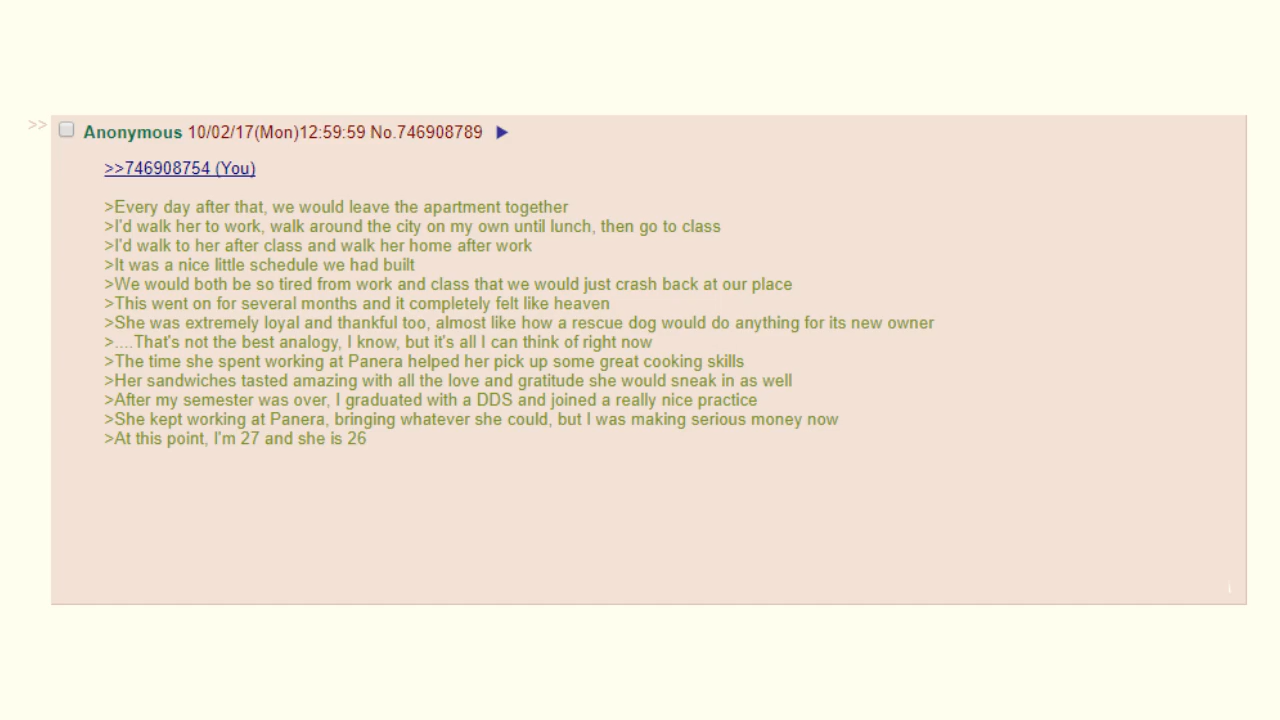 >>
Anonymous 10/02/17(Mon)12:59:59 No.746908789
>>746908754 (You)
>Every day after that, we would leave the apartment together
>I'd walk her to work, walk around the city on my own until lunch, then go to class
>I'd walk to her after class and walk her home after work
>It was a nice little schedule we had built
>We would both be so tired from work and class that we would just crash back at our place
>This went on for several months and it completely felt like heaven
>She was extremely loyal and thankful too, almost like how a rescue dog would do anything for its new owner
>....That's not the best analogy, I know, but it's all I can think of right now
>The time she spent working at Panera helped her pick up some great cooking skills
>Her sandwiches tasted amazing with all the love and gratitude she would sneak in as well
>After my semester was over, I graduated with a DDS and joined a really nice practice
>She kept working at Panera, bringing whatever she could, but I was making serious money now
>At this point, I'm 27 and she is 26